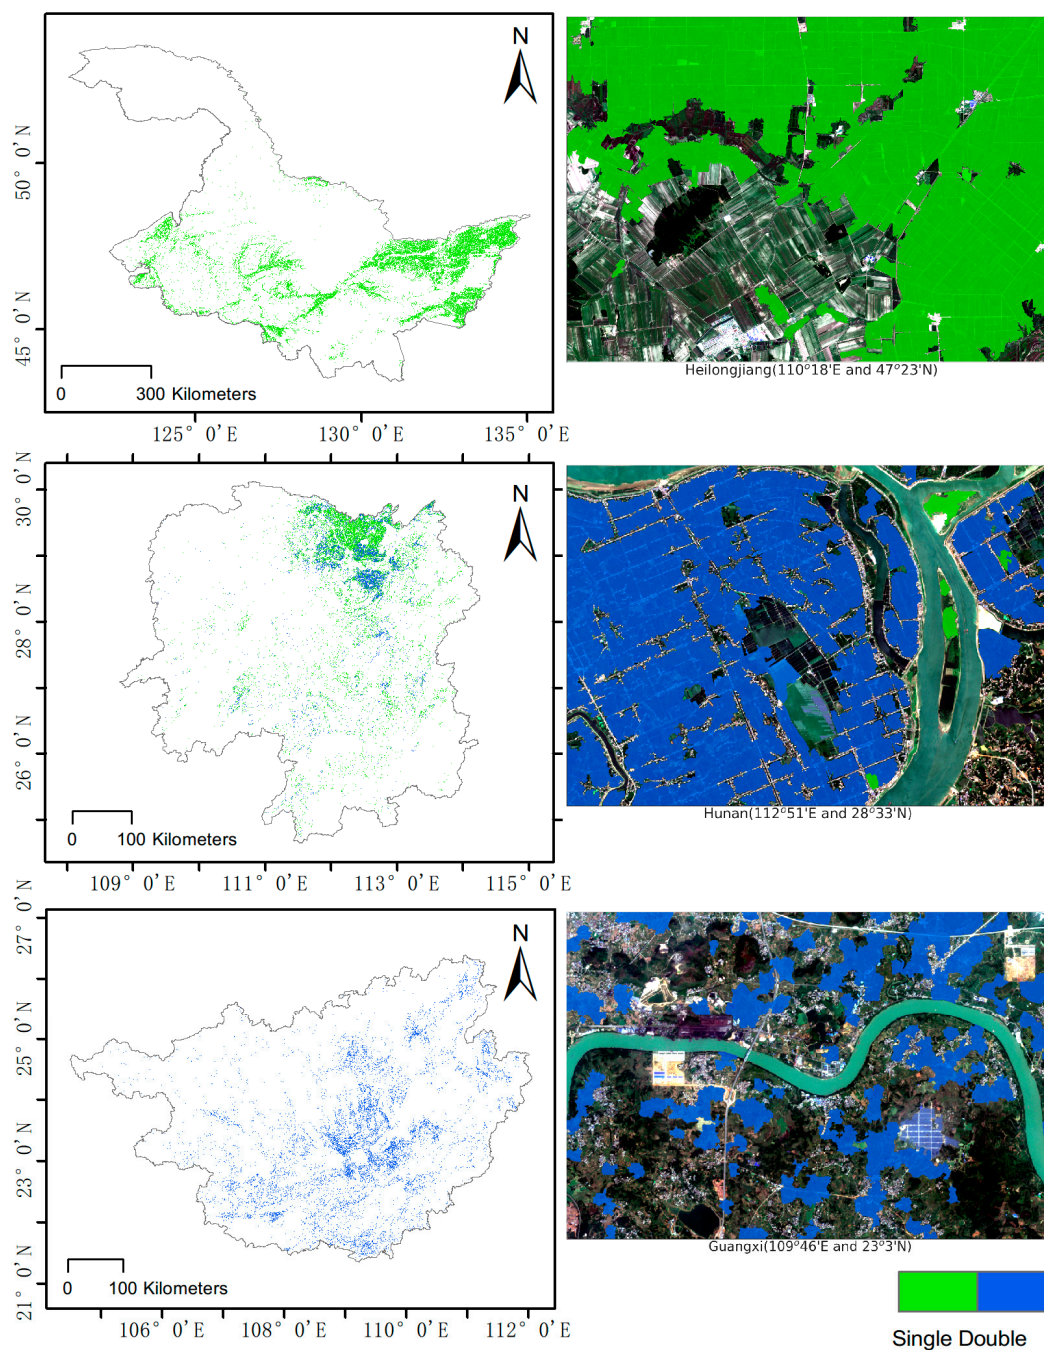 N
50° 0'N
45° 0'N
0 300 Kilometers
125° 0'E 130° 0'E 135° 0'E
Heilongjiang(110°18'E and 47°23'N)
N
30° 0'N
28° 0'N
26° 0'N
0 100 Kilometers
109° 0'E 111° 0'E 113° 0'E 115° 0'E
Hunan(112°51'E and 28°33'N)
N
27° 0'N
25° 0'N
23° 0'N
21° 0'N
0 100 Kilometers
106° 0'E 108° 0'E 110° 0'E 112° 0'E
Guangxi(109°46'E and 23°3'N)
Single Double